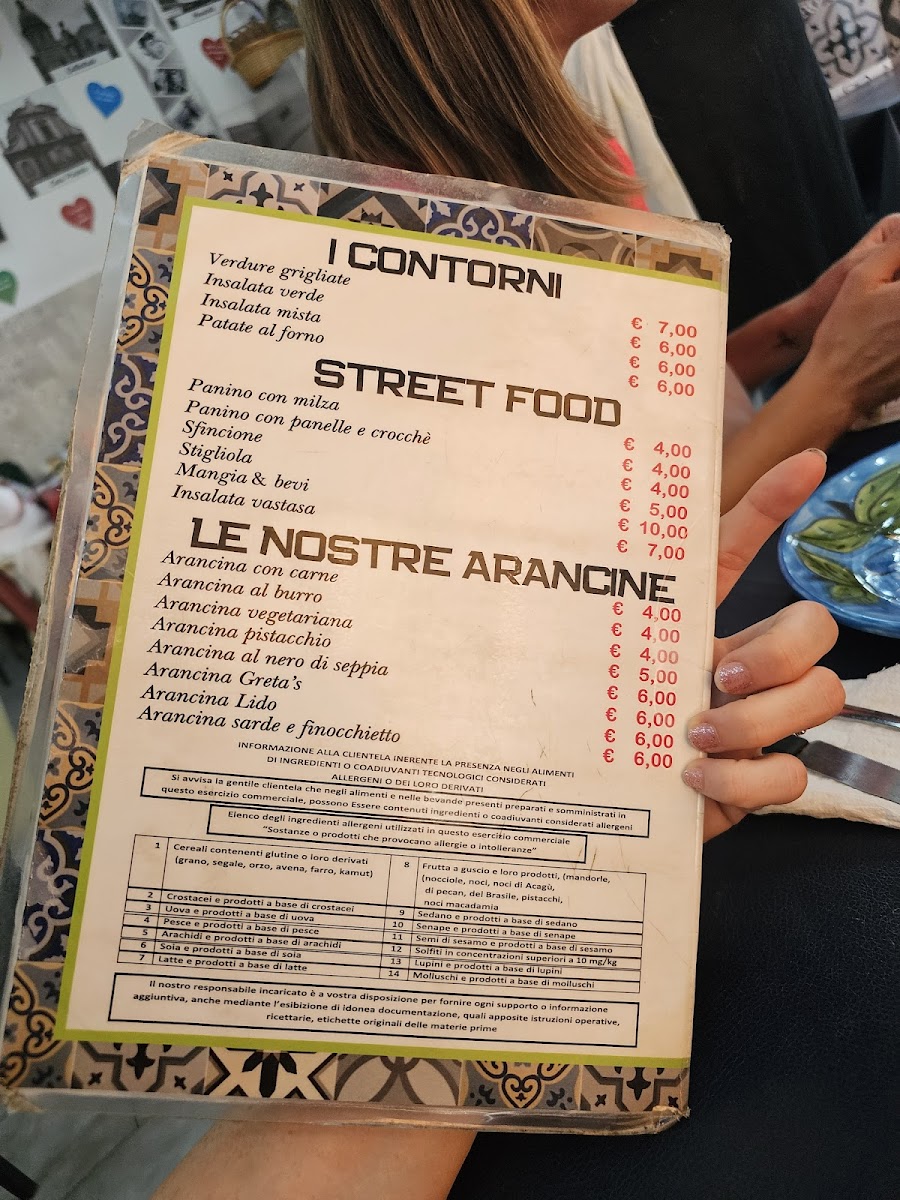 I CONTORNI
Verdure grigliate € 7,00
Insalata verde € 6,00
Insalata mista € 6,00
Patate al forno € 6,00
STREET FOOD
Panino con milza € 4,00
Panino con panelle e crocchè € 4,00
Sfincione € 4,00
Stigliola € 5,00
Mangia & bevi € 10,00
Insalata vastasa € 7,00
LE NOSTRE ARANCINE
Arancina con carne € 4,00
Arancina al burro € 4,00
Arancina vegetariana € 4,00
Arancina pistacchio € 5,00
Arancina al nero di seppia € 6,00
Arancina Greta's € 6,00
Arancina Lido € 6,00
Arancina sarde e finocchietto € 6,00
INFORMAZIONE ALLA CLIENTELA INERENTE LA PRESENZA NEGLI ALIMENTI
DI INGREDIENTI O COADIUVANTI TECNOLOGICI CONSIDERATI
ALLERGENI O DEI LORO DERIVATI
Si avvisa la gentile clientela che negli alimenti e nelle bevande presenti preparati e somministrati in
questo esercizio commerciale, possono Essere contenuti ingredienti o coadiuvanti considerati allergeni
Elenco degli ingredienti allergeni utilizzati in questo esercizio commerciale
"Sostanze o prodotti che provocano allergie o intolleranze"
1 Cereali contenenti glutine o loro derivati
(grano, segale, orzo, avena, farro, kamut)
2 Crostacei e prodotti a base di crostacei
3 Uova e prodotti a base di uova
4 Pesce e prodotti a base di pesce
5 Arachidi e prodotti a base di arachidi
6 Soia e prodotti a base di soia
7 Latte e prodotti a base di latte
8 Frutta a guscio e loro prodotti, (mandorle,
(nocciole, noci, noci di Acagù,
di pecan, del Brasile, pistacchi,
noci macadamia
9 Sedano e prodotti a base di sedano
10 Senape e prodotti a base di senape
11 Semi di sesamo e prodotti a base di sesamo
12 Solfiti in concentrazioni superiori a 10 mg/kg
13 Lupini e prodotti a base di lupini
14 Molluschi e prodotti a base di molluschi
Il nostro responsabile incaricato è a vostra disposizione per fornire ogni supporto o informazione
aggiuntiva, anche mediante l'esibizione di idonea documentazione, quali apposite istruzioni operative,
ricettarie, etichette originali delle materie prime